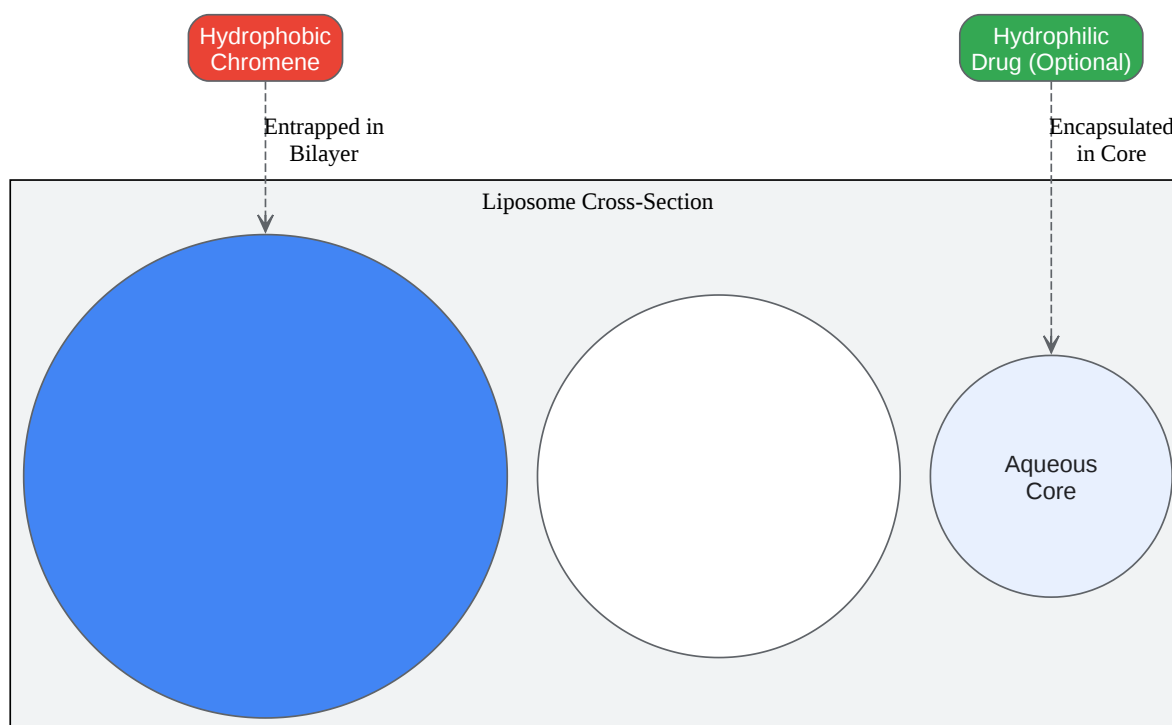 Hydrophobic
Chromene
Hydrophilic
Drug (Optional)
Entrapped in
Bilayer
Encapsulated
in Core
Liposome Cross-Section
Aqueous
Core